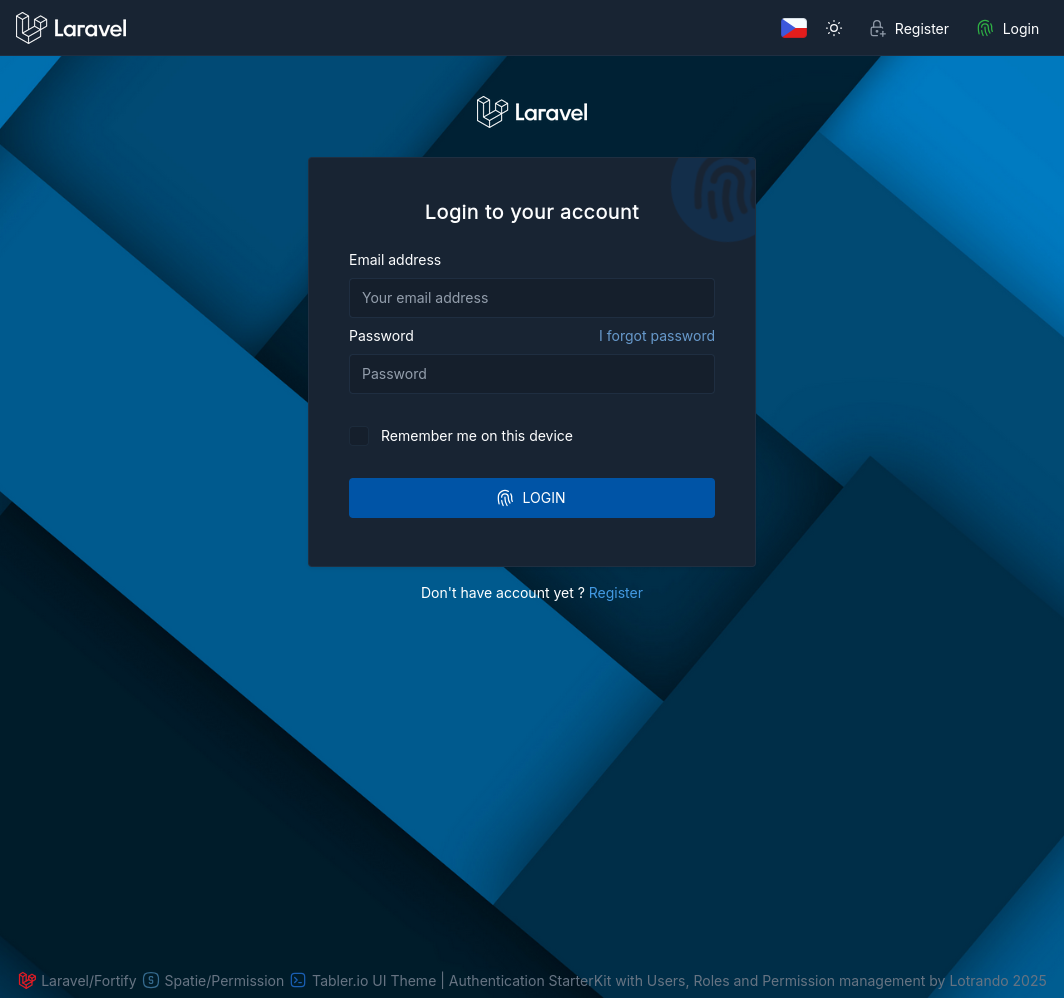 Laravel Register Login
Laravel
Login to your account
Email address
Your email address
Password I forgot password
Password
Remember me on this device
LOGIN
Don't have account yet ? Register
Laravel/Fortify S Spatie/Permission Tabler.io UI Theme | Authentication StarterKit with Users, Roles and Permission management by Lotrando 2025